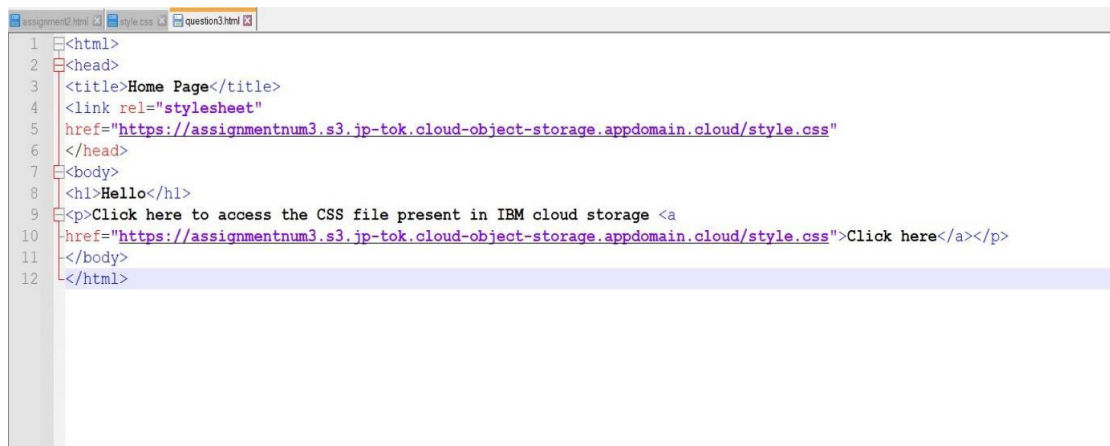 assignment2.html style.css question3.html
1 <html>
2 <head>
3 <title>Home Page</title>
4 <link rel="stylesheet"
5 href="https://assignmentnum3.s3.jp-tok.cloud-object-storage.appdomain.cloud/style.css"
6 </head>
7 <body>
8 <h1>Hello</h1>
9 <p>Click here to access the CSS file present in IBM cloud storage <a
10 href="https://assignmentnum3.s3.jp-tok.cloud-object-storage.appdomain.cloud/style.css">Click here</a></p>
11 </body>
12 </html>